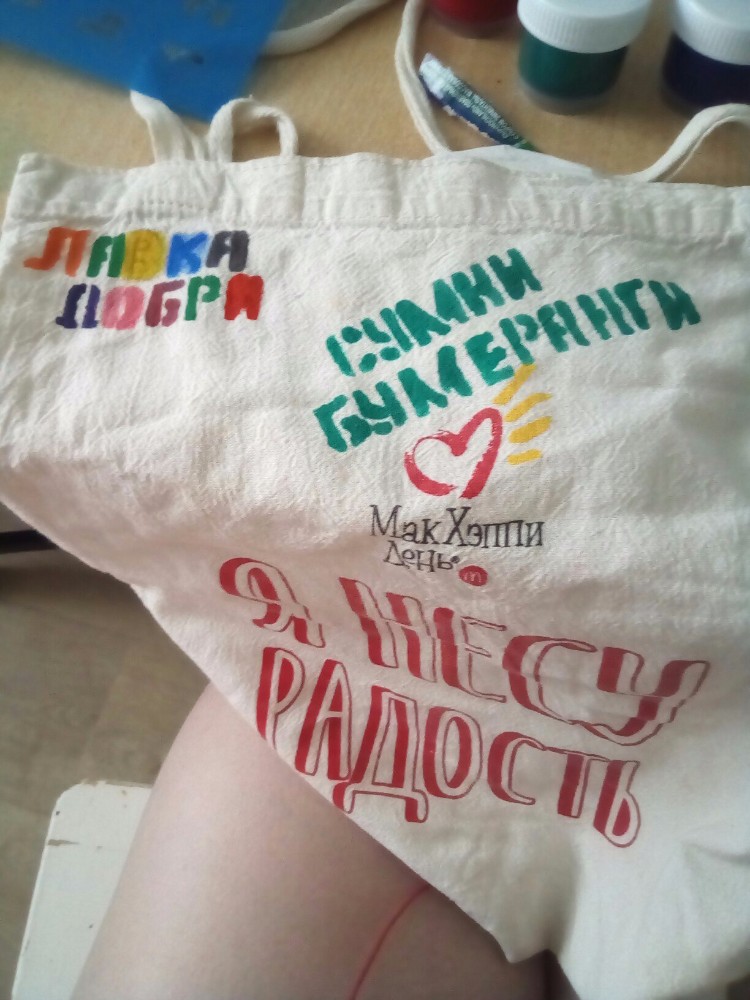 ЛАВКА
ДОБРА
СУМКИ
БУМЕРАНГИ
МакХэппи
День®
m
Я НЕСУ
РАДОСТЬ